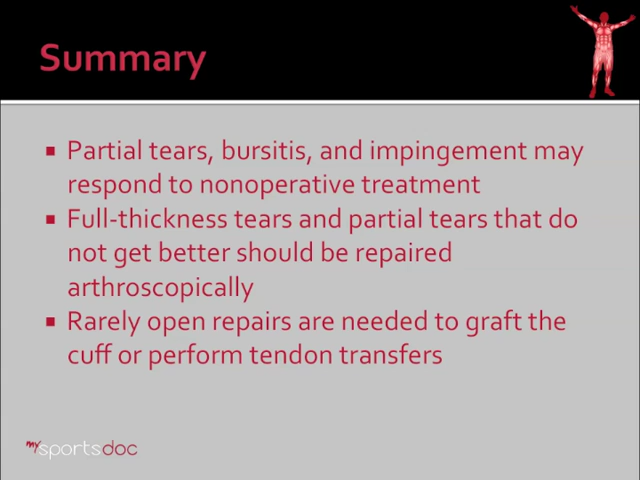 Summary
Partial tears, bursitis, and impingement may
respond to nonoperative treatment
Full-thickness tears and partial tears that do
not get better should be repaired
arthroscopically
Rarely open repairs are needed to graft the
cuff or perform tendon transfers
mysportsdoc